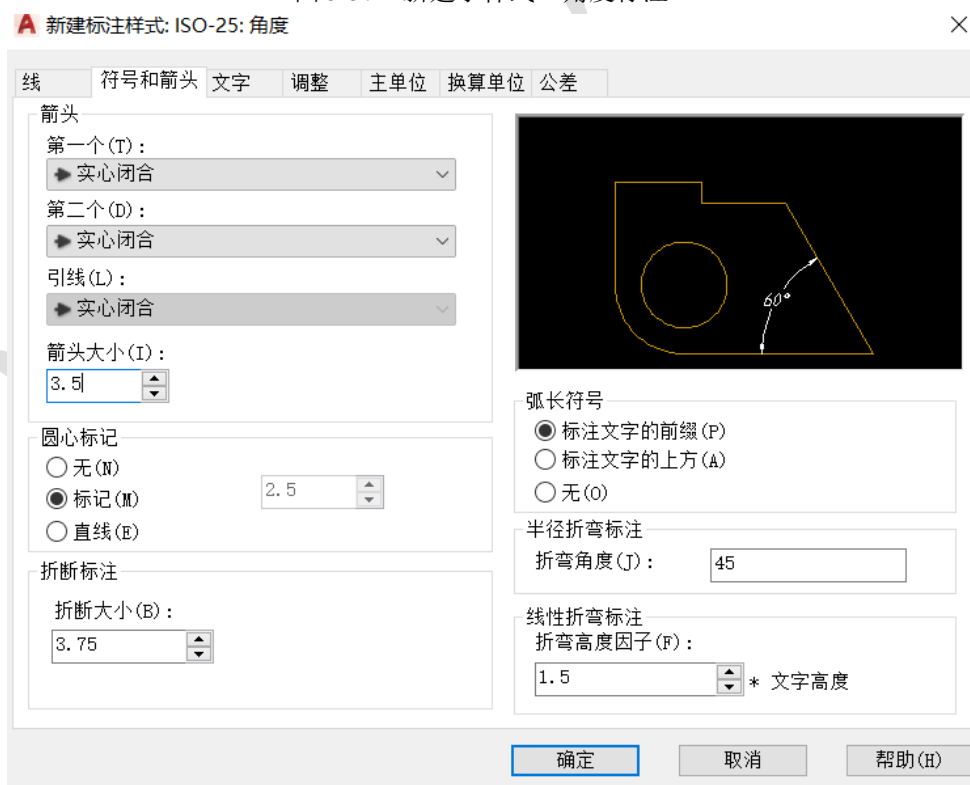 新建标注样式: ISO-25: 角度
线 符号和箭头 文字 调整 主单位 换算单位 公差
箭头
第一个(T):
实心闭合
第二个(D):
实心闭合
引线(L):
实心闭合
箭头大小(I):
3.5
圆心标记
无(N)
标记(M)
2.5
直线(E)
折断标注
折断大小(B):
3.75
60°
弧长符号
标注文字的前缀(P)
标注文字的上方(A)
无(O)
半径折弯标注
折弯角度(J):
45
线性折弯标注
折弯高度因子(F):
1.5
* 文字高度
确定 取消 帮助(H)